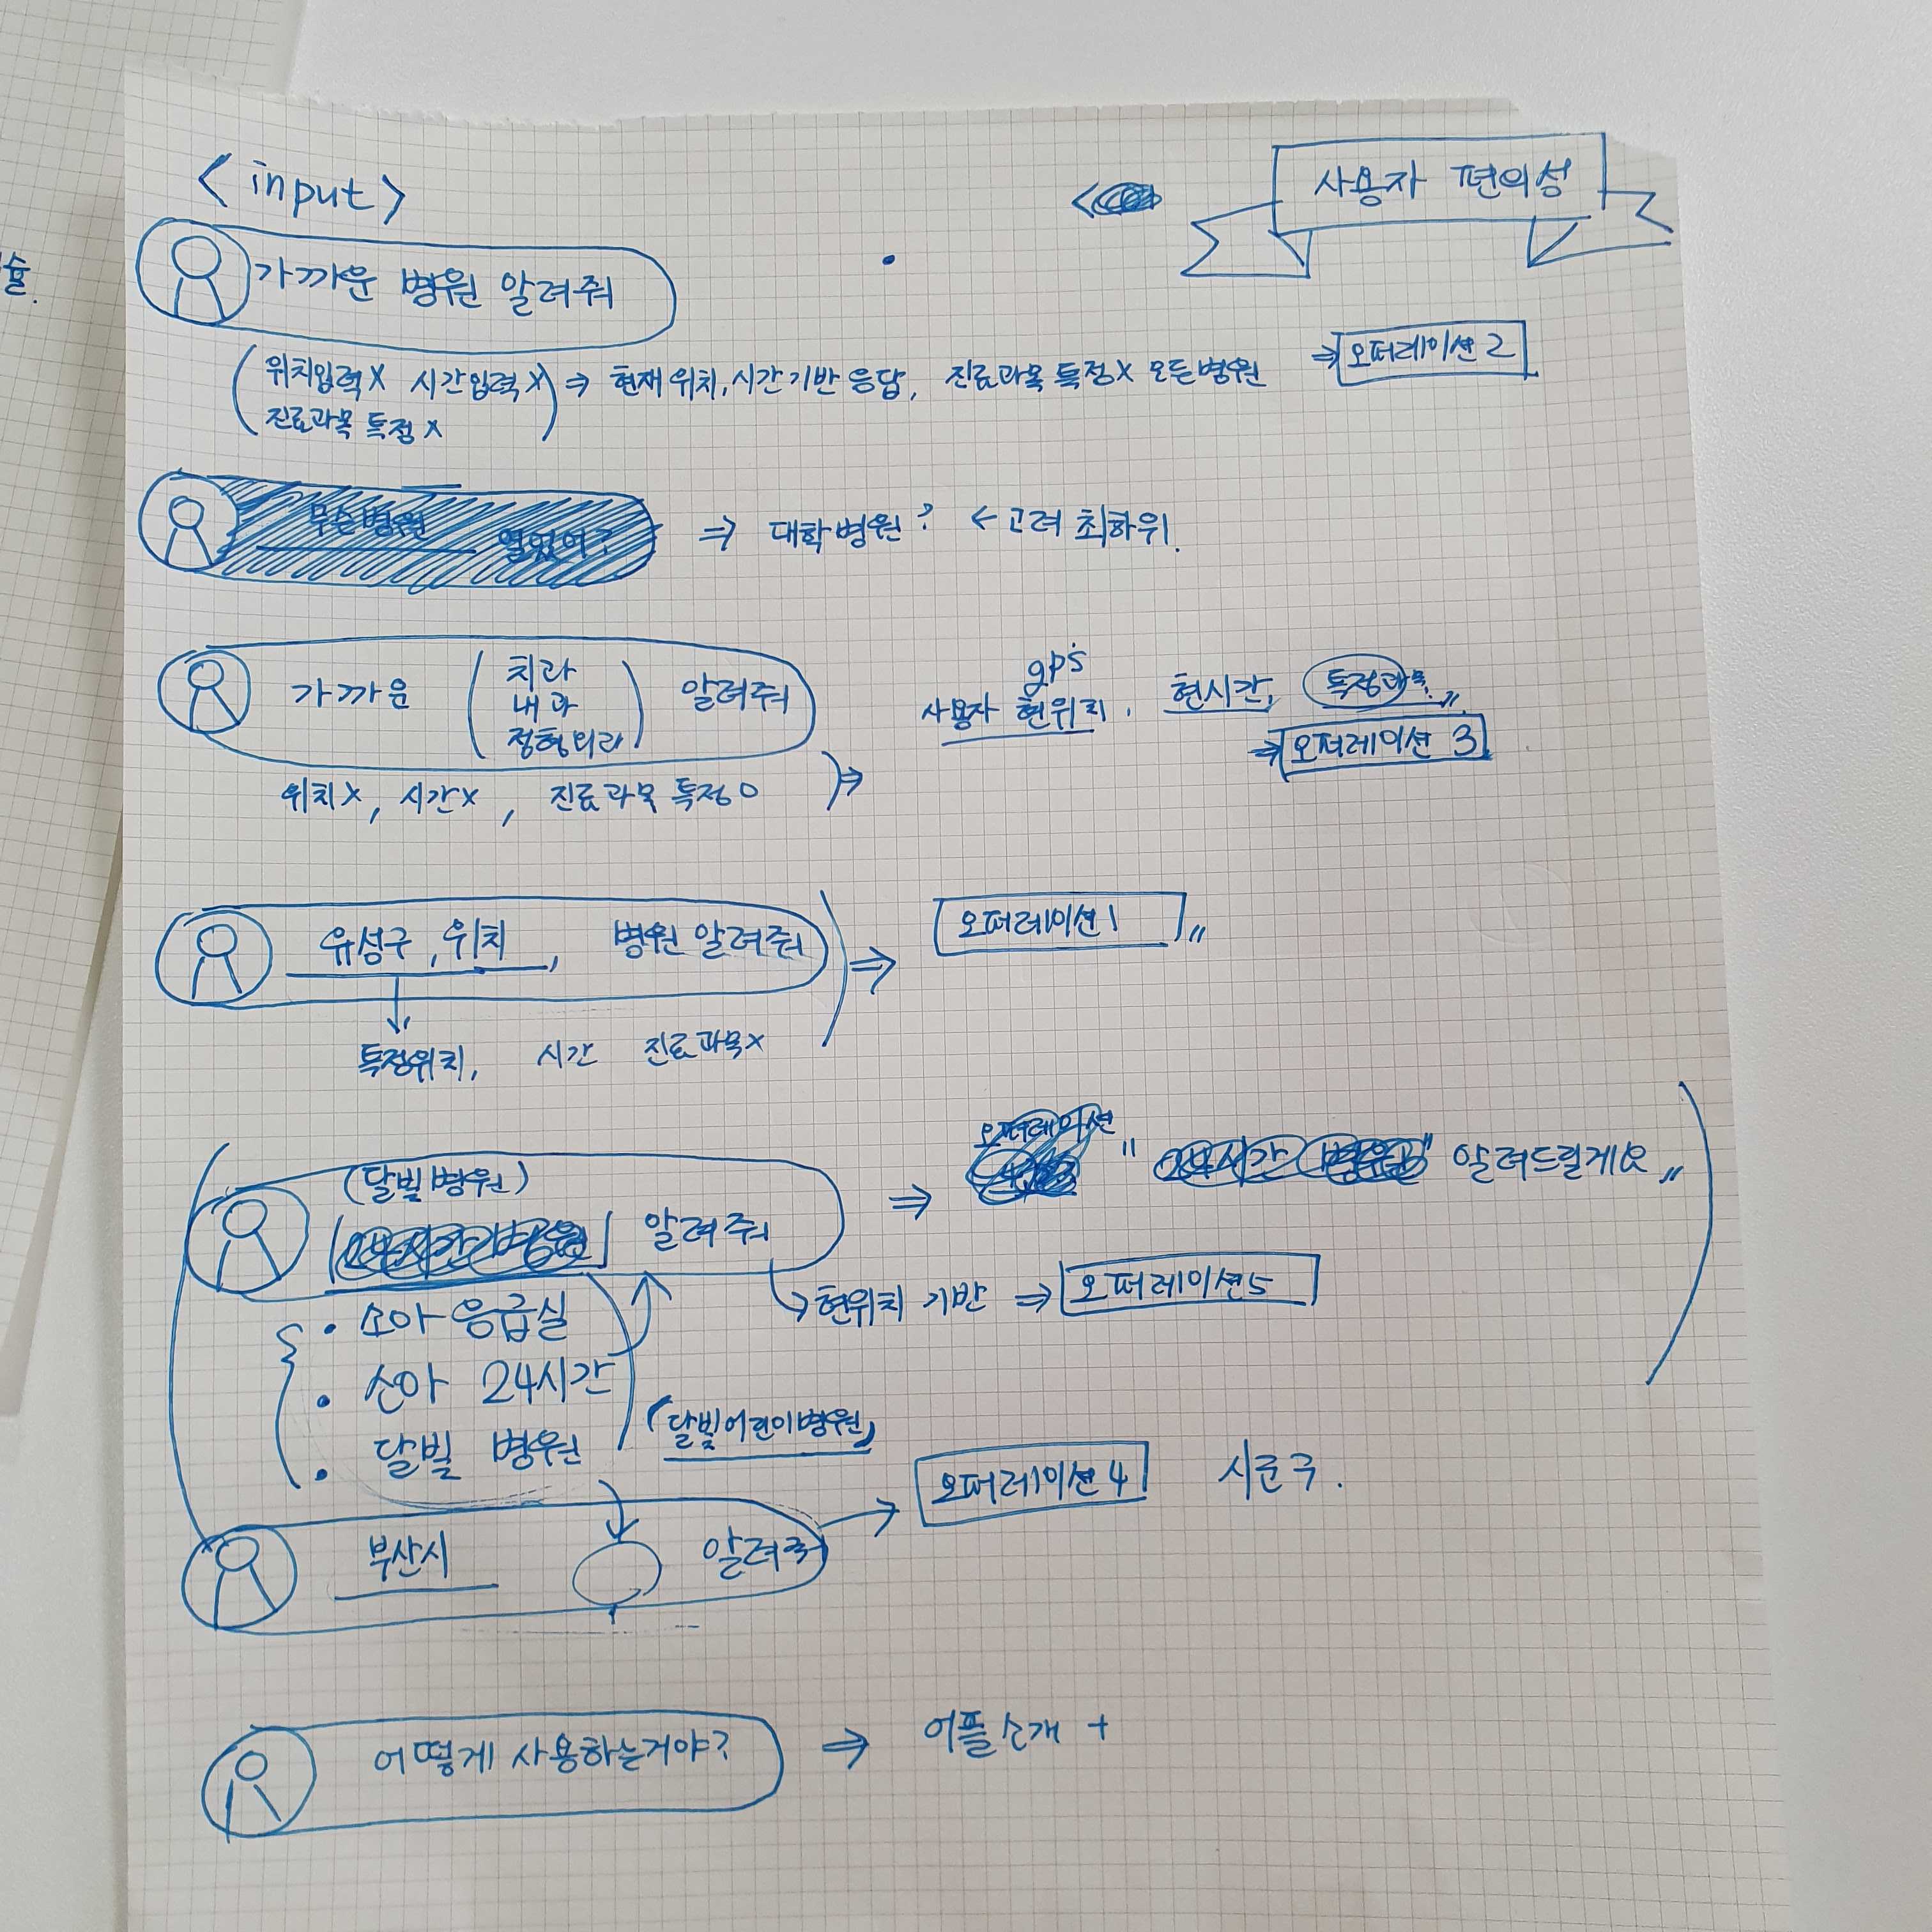 <input>
사용자 편의성
술.
가까운 병원 알려줘
(위치입력X 시간입력X
진료과목 특정X) ⇒ 현재 위치, 시간기반 응답, 진료과목 특정X 모든병원 ⇒ 오퍼레이션 2
무슨병원 열었어? ⇒ 대학병원? ← 고려 최하위.
가까운 (치과
내과
정형외과) 알려줘
위치X, 시간X, 진료과목 특정O ⇒
gps
사용자 현위치. 현시간, 특정과목.〃
⇒ 오퍼레이션 3
유성구, 위치, 병원 알려줘 ⇒ 오퍼레이션1〃
특정위치, 시간 진료과목X
(달빛병원)
알려줘 ⇒ 오퍼레이션 " 24시간 병원" 알려드릴게요〃
현위치 기반 ⇒ 오퍼레이션5
· 소아 응급실
· 소아 24시간
· 달빛 병원
(달빛어린이병원)
부산시 알려줘 → 오퍼레이션4 시군구.
어떻게 사용하는거야? ⇒ 어플소개 +